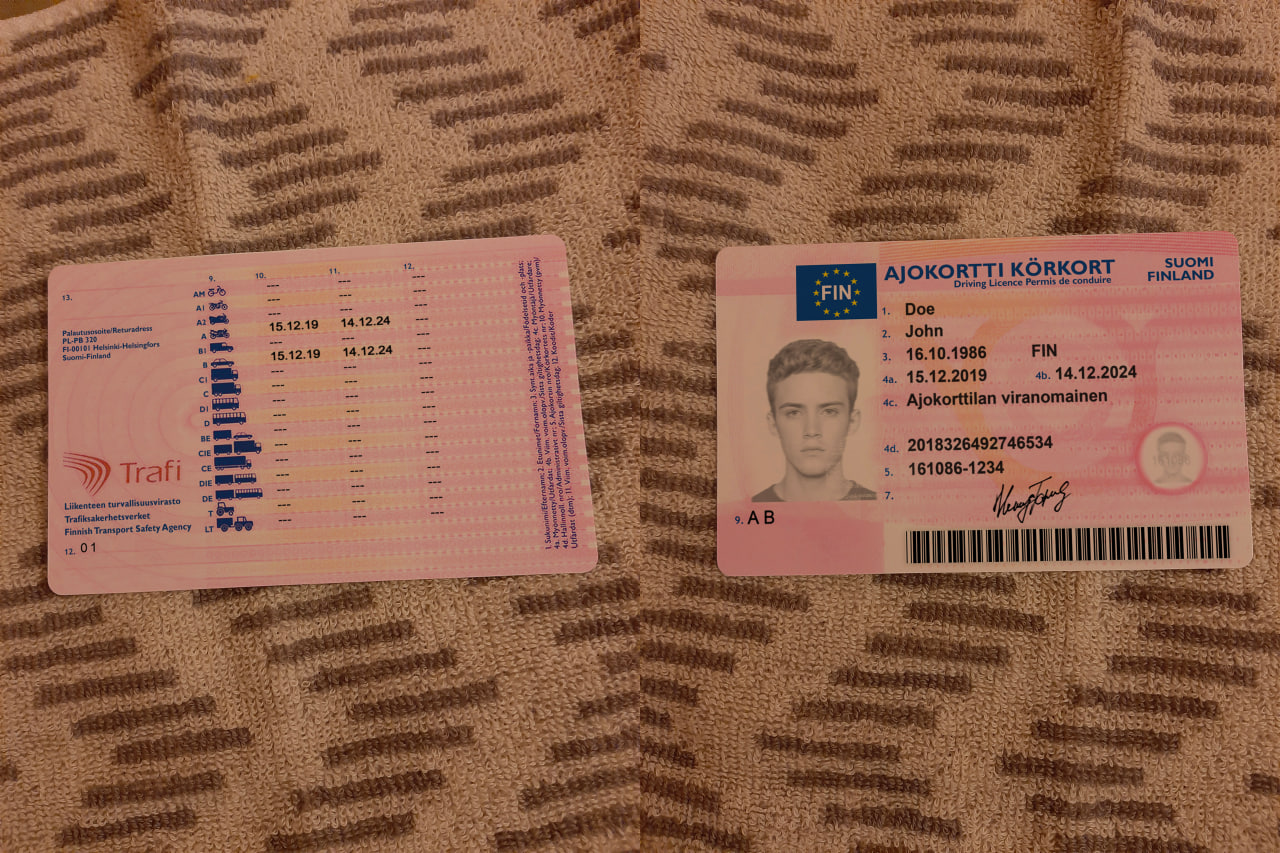 13.
9. 10. 11. 12.
AM --- --- ---
A1 --- --- ---
A2 --- --- ---
A 15.12.19 14.12.24 ---
B1 --- --- ---
B 15.12.19 14.12.24 ---
C1 --- --- ---
C --- --- ---
D1 --- --- ---
D --- --- ---
BE --- --- ---
C1E --- --- ---
CE --- --- ---
D1E --- --- ---
DE --- --- ---
T --- --- ---
LT --- --- ---
Palautusosoite/Returadress
PL-PB 320
FI-00101 Helsinki-Helsingfors
Suomi-Finland
Trafi
Liikenteen turvallisuusvirasto
Trafiksäkerhetsverket
Finnish Transport Safety Agency
12. 01
FIN
AJOKORTTI KÖRKORT
Driving Licence Permis de conduire
SUOMI
FINLAND
1. Doe
2. John
3. 16.10.1986 FIN
4a. 15.12.2019 4b. 14.12.2024
4c. Ajokorttilan viranomainen
4d. 2018326492746534
5. 161086-1234
7.
9. A B